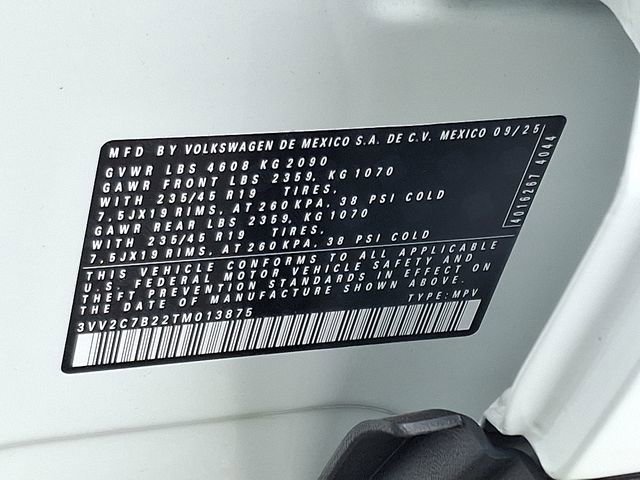 MFD BY VOLKSWAGEN DE MEXICO S.A. DE C.V. MEXICO 09/25
GVWR LBS 4608 KG 2090
GAWR FRONT LBS 2359, KG 1070
WITH 235/45 R19 TIRES,
7,5JX19 RIMS, AT 260 KPA, 38 PSI COLD
GAWR REAR LBS 2359, KG 1070
WITH 235/45 R19 TIRES,
7,5JX19 RIMS, AT 260 KPA, 38 PSI COLD
THIS VEHICLE CONFORMS TO ALL APPLICABLE
U.S. FEDERAL MOTOR VEHICLE SAFETY AND
THEFT PREVENTION STANDARDS IN EFFECT ON
THE DATE OF MANUFACTURE SHOWN ABOVE.
3VV2C7B22TM013875 TYPE: MPV
4016267 4044